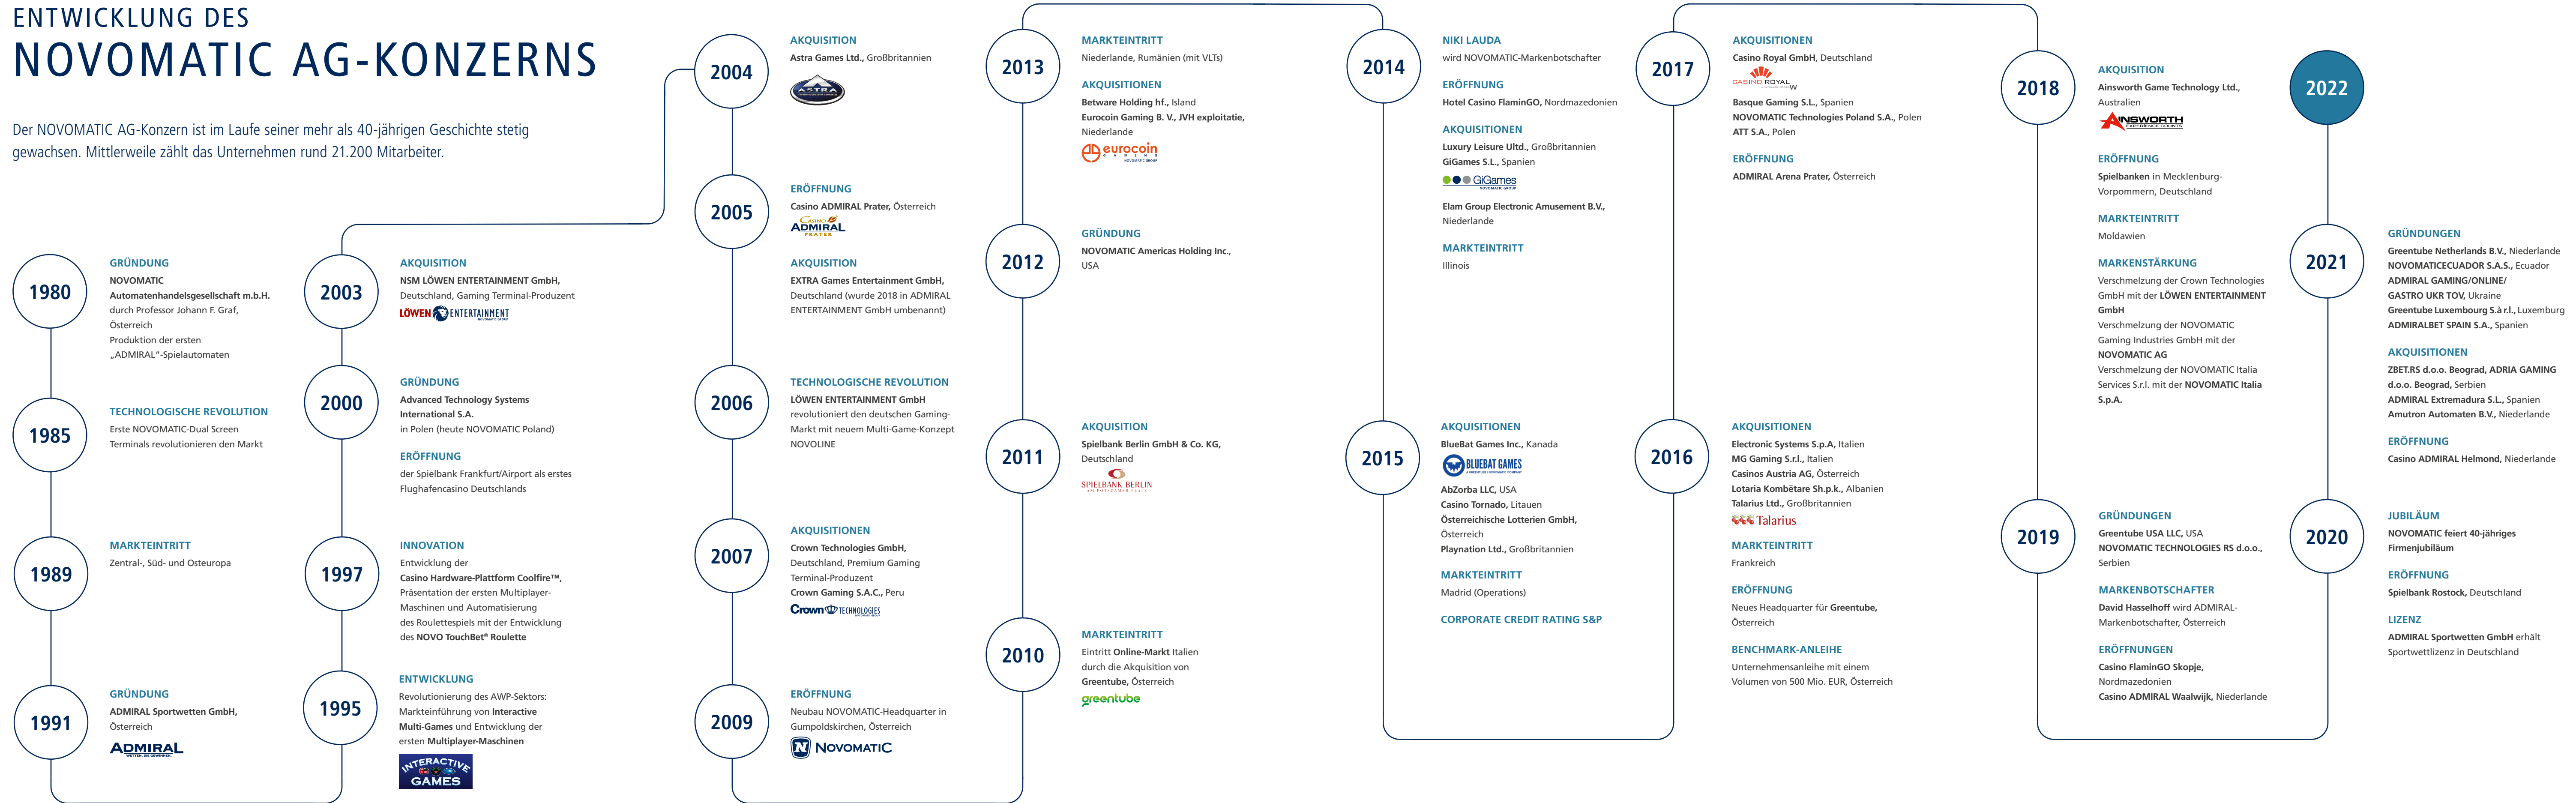 ENTWICKLUNG DES
NOVOMATIC AG-KONZERNS
Der NOVOMATIC AG-Konzern ist im Laufe seiner mehr als 40-jährigen Geschichte stetig
gewachsen. Mittlerweile zählt das Unternehmen rund 21.200 Mitarbeiter.
1980
GRÜNDUNG
NOVOMATIC
Automatenhandelsgesellschaft m.b.H.
durch Professor Johann F. Graf,
Österreich
Produktion der ersten
„ADMIRAL“-Spielautomaten
1985
TECHNOLOGISCHE REVOLUTION
Erste NOVOMATIC-Dual Screen
Terminals revolutionieren den Markt
1989
MARKTEINTRITT
Zentral-, Süd- und Osteuropa
1991
GRÜNDUNG
ADMIRAL Sportwetten GmbH,
Österreich
ADMIRAL
WETTEN, SIE GEWINNEN.
1995
ENTWICKLUNG
Revolutionierung des AWP-Sektors:
Markteinführung von Interactive
Multi-Games und Entwicklung der
ersten Multiplayer-Maschinen
INTERACTIVE
GAMES
1997
INNOVATION
Entwicklung der
Casino Hardware-Plattform Coolfire™,
Präsentation der ersten Multiplayer-
Maschinen und Automatisierung
des Roulettespiels mit der Entwicklung
des NOVO TouchBet® Roulette
2000
GRÜNDUNG
Advanced Technology Systems
International S.A.
in Polen (heute NOVOMATIC Poland)
ERÖFFNUNG
der Spielbank Frankfurt/Airport als erstes
Flughafencasino Deutschlands
2003
AKQUISITION
NSM LÖWEN ENTERTAINMENT GmbH,
Deutschland, Gaming Terminal-Produzent
LÖWEN ENTERTAINMENT
NOVOMATIC GROUP
2004
AKQUISITION
Astra Games Ltd., Großbritannien
ASTRA
2005
ERÖFFNUNG
Casino ADMIRAL Prater, Österreich
CASINO
ADMIRAL
PRATER
AKQUISITION
EXTRA Games Entertainment GmbH,
Deutschland (wurde 2018 in ADMIRAL
ENTERTAINMENT GmbH umbenannt)
2006
TECHNOLOGISCHE REVOLUTION
LÖWEN ENTERTAINMENT GmbH
revolutioniert den deutschen Gaming-
Markt mit neuem Multi-Game-Konzept
NOVOLINE
2007
AKQUISITIONEN
Crown Technologies GmbH,
Deutschland, Premium Gaming
Terminal-Produzent
Crown Gaming S.A.C., Peru
Crown TECHNOLOGIES
NOVOMATIC GROUP
2009
ERÖFFNUNG
Neubau NOVOMATIC-Headquarter in
Gumpoldskirchen, Österreich
N NOVOMATIC
2010
MARKTEINTRITT
Eintritt Online-Markt Italien
durch die Akquisition von
Greentube, Österreich
greentube
2011
AKQUISITION
Spielbank Berlin GmbH & Co. KG,
Deutschland
SPIELBANK BERLIN
AM POTSDAMER PLATZ
2012
GRÜNDUNG
NOVOMATIC Americas Holding Inc.,
USA
2013
MARKTEINTRITT
Niederlande, Rumänien (mit VLTs)
AKQUISITIONEN
Betware Holding hf., Island
Eurocoin Gaming B. V., JVH exploitatie,
Niederlande
eurocoin
GAMING
NOVOMATIC GROUP
2014
NIKI LAUDA
wird NOVOMATIC-Markenbotschafter
ERÖFFNUNG
Hotel Casino FlaminGO, Nordmazedonien
AKQUISITIONEN
Luxury Leisure Ultd., Großbritannien
GiGames S.L., Spanien
GiGames
NOVOMATIC GROUP
Elam Group Electronic Amusement B.V.,
Niederlande
MARKTEINTRITT
Illinois
2015
AKQUISITIONEN
BlueBat Games Inc., Kanada
BLUEBAT GAMES
A GREENTUBE / NOVOMATIC COMPANY
AbZorba LLC, USA
Casino Tornado, Litauen
Österreichische Lotterien GmbH,
Österreich
Playnation Ltd., Großbritannien
MARKTEINTRITT
Madrid (Operations)
CORPORATE CREDIT RATING S&P
2016
AKQUISITIONEN
Electronic Systems S.p.A, Italien
MG Gaming S.r.l., Italien
Casinos Austria AG, Österreich
Lotaria Kombëtare Sh.p.k., Albanien
Talarius Ltd., Großbritannien
Talarius
MARKTEINTRITT
Frankreich
ERÖFFNUNG
Neues Headquarter für Greentube,
Österreich
BENCHMARK-ANLEIHE
Unternehmensanleihe mit einem
Volumen von 500 Mio. EUR, Österreich
2017
AKQUISITIONEN
Casino Royal GmbH, Deutschland
CASINO ROYAL
W
Basque Gaming S.L., Spanien
NOVOMATIC Technologies Poland S.A., Polen
ATT S.A., Polen
ERÖFFNUNG
ADMIRAL Arena Prater, Österreich
2018
AKQUISITION
Ainsworth Game Technology Ltd.,
Australien
AINSWORTH
EXPERIENCE COUNTS
ERÖFFNUNG
Spielbanken in Mecklenburg-
Vorpommern, Deutschland
MARKTEINTRITT
Moldawien
MARKENSTÄRKUNG
Verschmelzung der Crown Technologies
GmbH mit der LÖWEN ENTERTAINMENT
GmbH
Verschmelzung der NOVOMATIC
Gaming Industries GmbH mit der
NOVOMATIC AG
Verschmelzung der NOVOMATIC Italia
Services S.r.l. mit der NOVOMATIC Italia
S.p.A.
2019
GRÜNDUNGEN
Greentube USA LLC, USA
NOVOMATIC TECHNOLOGIES RS d.o.o.,
Serbien
MARKENBOTSCHAFTER
David Hasselhoff wird ADMIRAL-
Markenbotschafter, Österreich
ERÖFFNUNGEN
Casino FlaminGO Skopje,
Nordmazedonien
Casino ADMIRAL Waalwijk, Niederlande
2020
JUBILÄUM
NOVOMATIC feiert 40-jähriges
Firmenjubiläum
ERÖFFNUNG
Spielbank Rostock, Deutschland
LIZENZ
ADMIRAL Sportwetten GmbH erhält
Sportwettlizenz in Deutschland
2021
GRÜNDUNGEN
Greentube Netherlands B.V., Niederlande
NOVOMATICECUADOR S.A.S., Ecuador
ADMIRAL GAMING/ONLINE/
GASTRO UKR TOV, Ukraine
Greentube Luxembourg S.à r.l., Luxemburg
ADMIRALBET SPAIN S.A., Spanien
AKQUISITIONEN
ZBET.RS d.o.o. Beograd, ADRIA GAMING
d.o.o. Beograd, Serbien
ADMIRAL Extremadura S.L., Spanien
Amutron Automaten B.V., Niederlande
ERÖFFNUNG
Casino ADMIRAL Helmond, Niederlande
2022